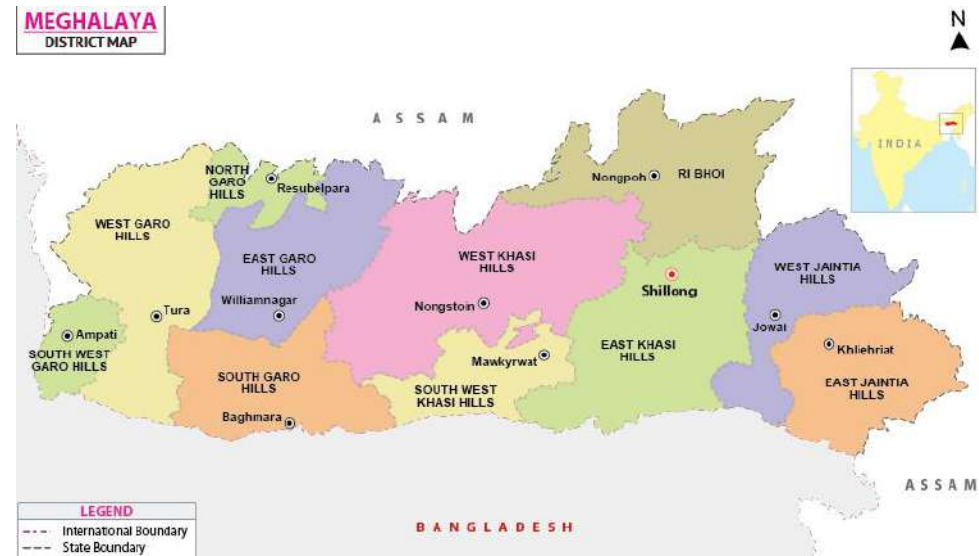 MEGHALAYA
DISTRICT MAP
N
ASSAM
INDIA
NORTH
GARO
HILLS
Resubelpara
Nongpoh
RI BHOI
WEST GARO
HILLS
EAST GARO
HILLS
WEST KHASI
HILLS
WEST JAINTIA
HILLS
Shillong
Williamnagar
Nongstoin
Tura
Jowai
Ampati
SOUTH WEST
GARO HILLS
Mawkyrwat
EAST KHASI
HILLS
Khliehriat
SOUTH GARO
HILLS
SOUTH WEST
KHASI HILLS
EAST JAINTIA
HILLS
Baghmara
ASSAM
BANGLADESH
LEGEND
International Boundary
State Boundary